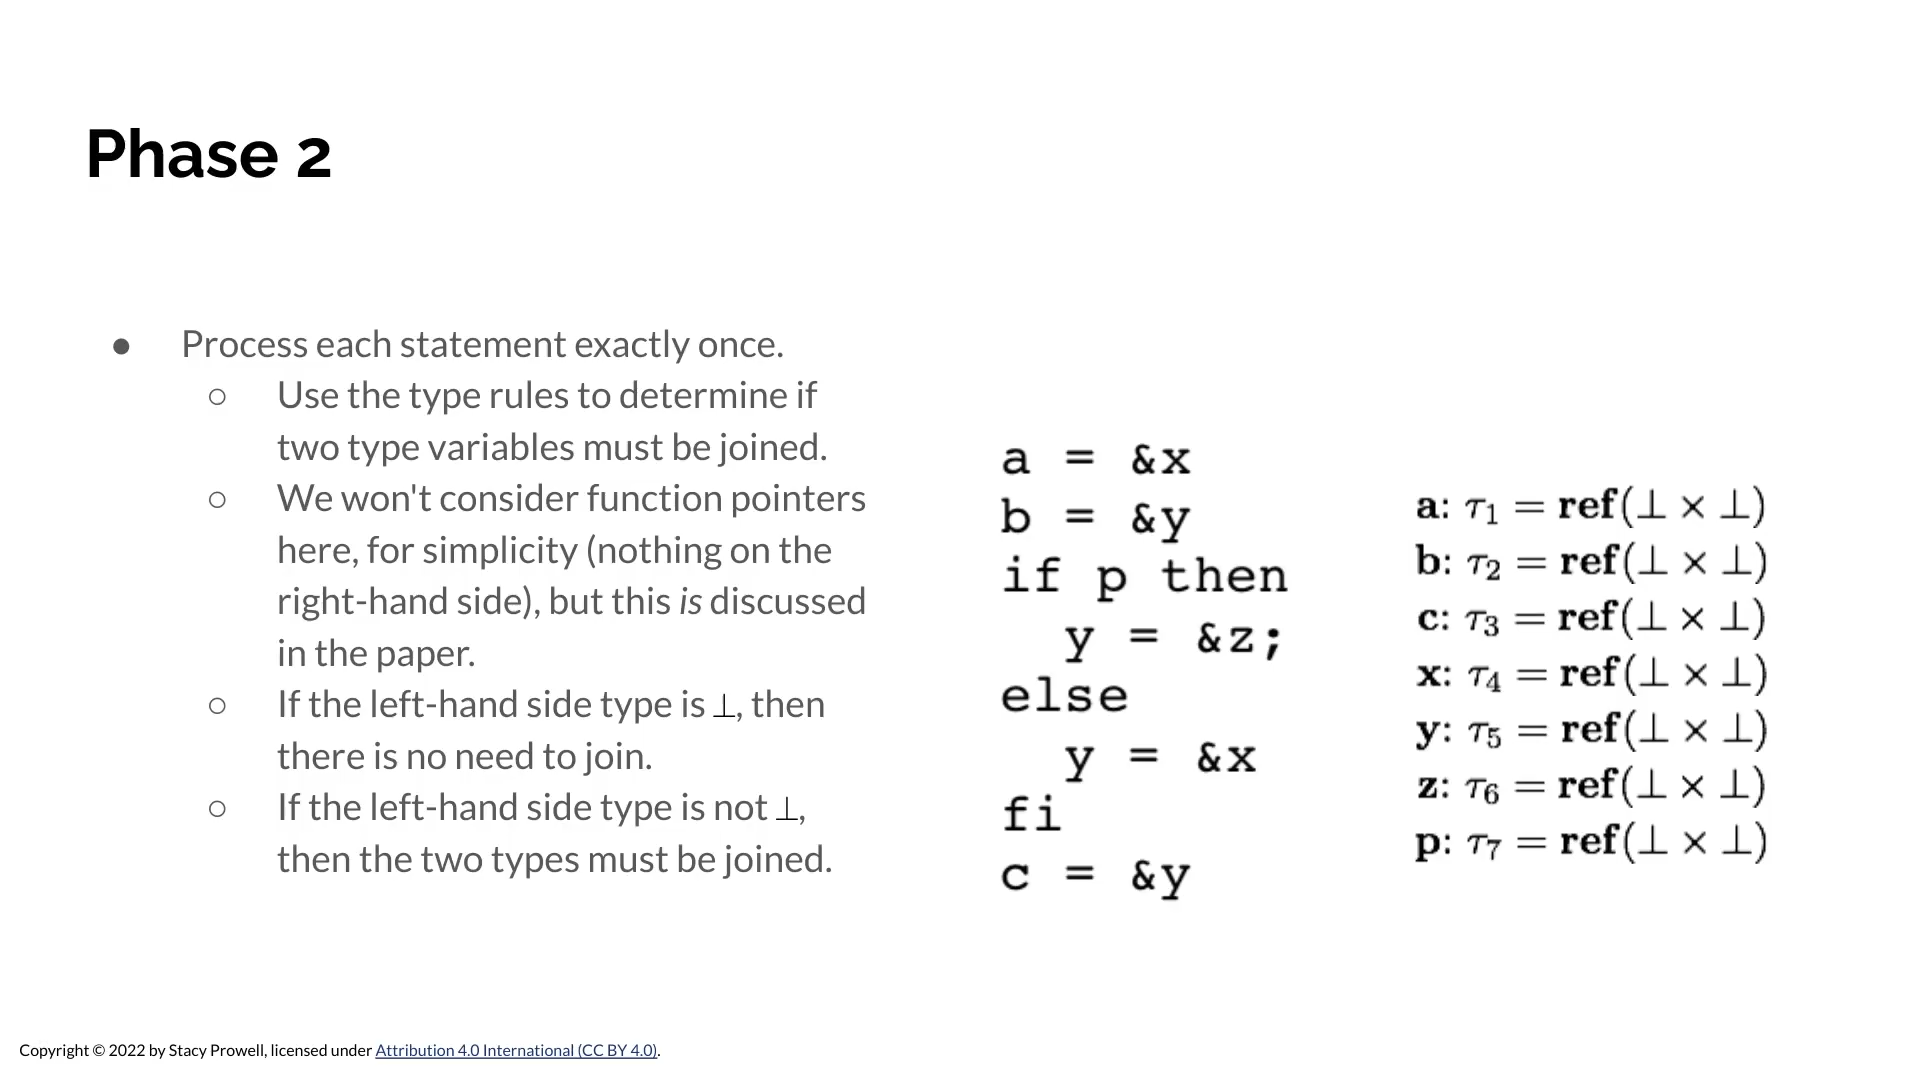 Phase 2
● Process each statement exactly once.
○ Use the type rules to determine if
two type variables must be joined.
○ We won't consider function pointers
here, for simplicity (nothing on the
right-hand side), but this is discussed
in the paper.
○ If the left-hand side type is ⊥, then
there is no need to join.
○ If the left-hand side type is not ⊥,
then the two types must be joined.
a = &x
b = &y
if p then
  y = &z;
else
  y = &x
fi
c = &y
a: τ₁ = ref(⊥ × ⊥)
b: τ₂ = ref(⊥ × ⊥)
c: τ₃ = ref(⊥ × ⊥)
x: τ₄ = ref(⊥ × ⊥)
y: τ₅ = ref(⊥ × ⊥)
z: τ₆ = ref(⊥ × ⊥)
p: τ₇ = ref(⊥ × ⊥)
Copyright © 2022 by Stacy Prowell, licensed under Attribution 4.0 International (CC BY 4.0).